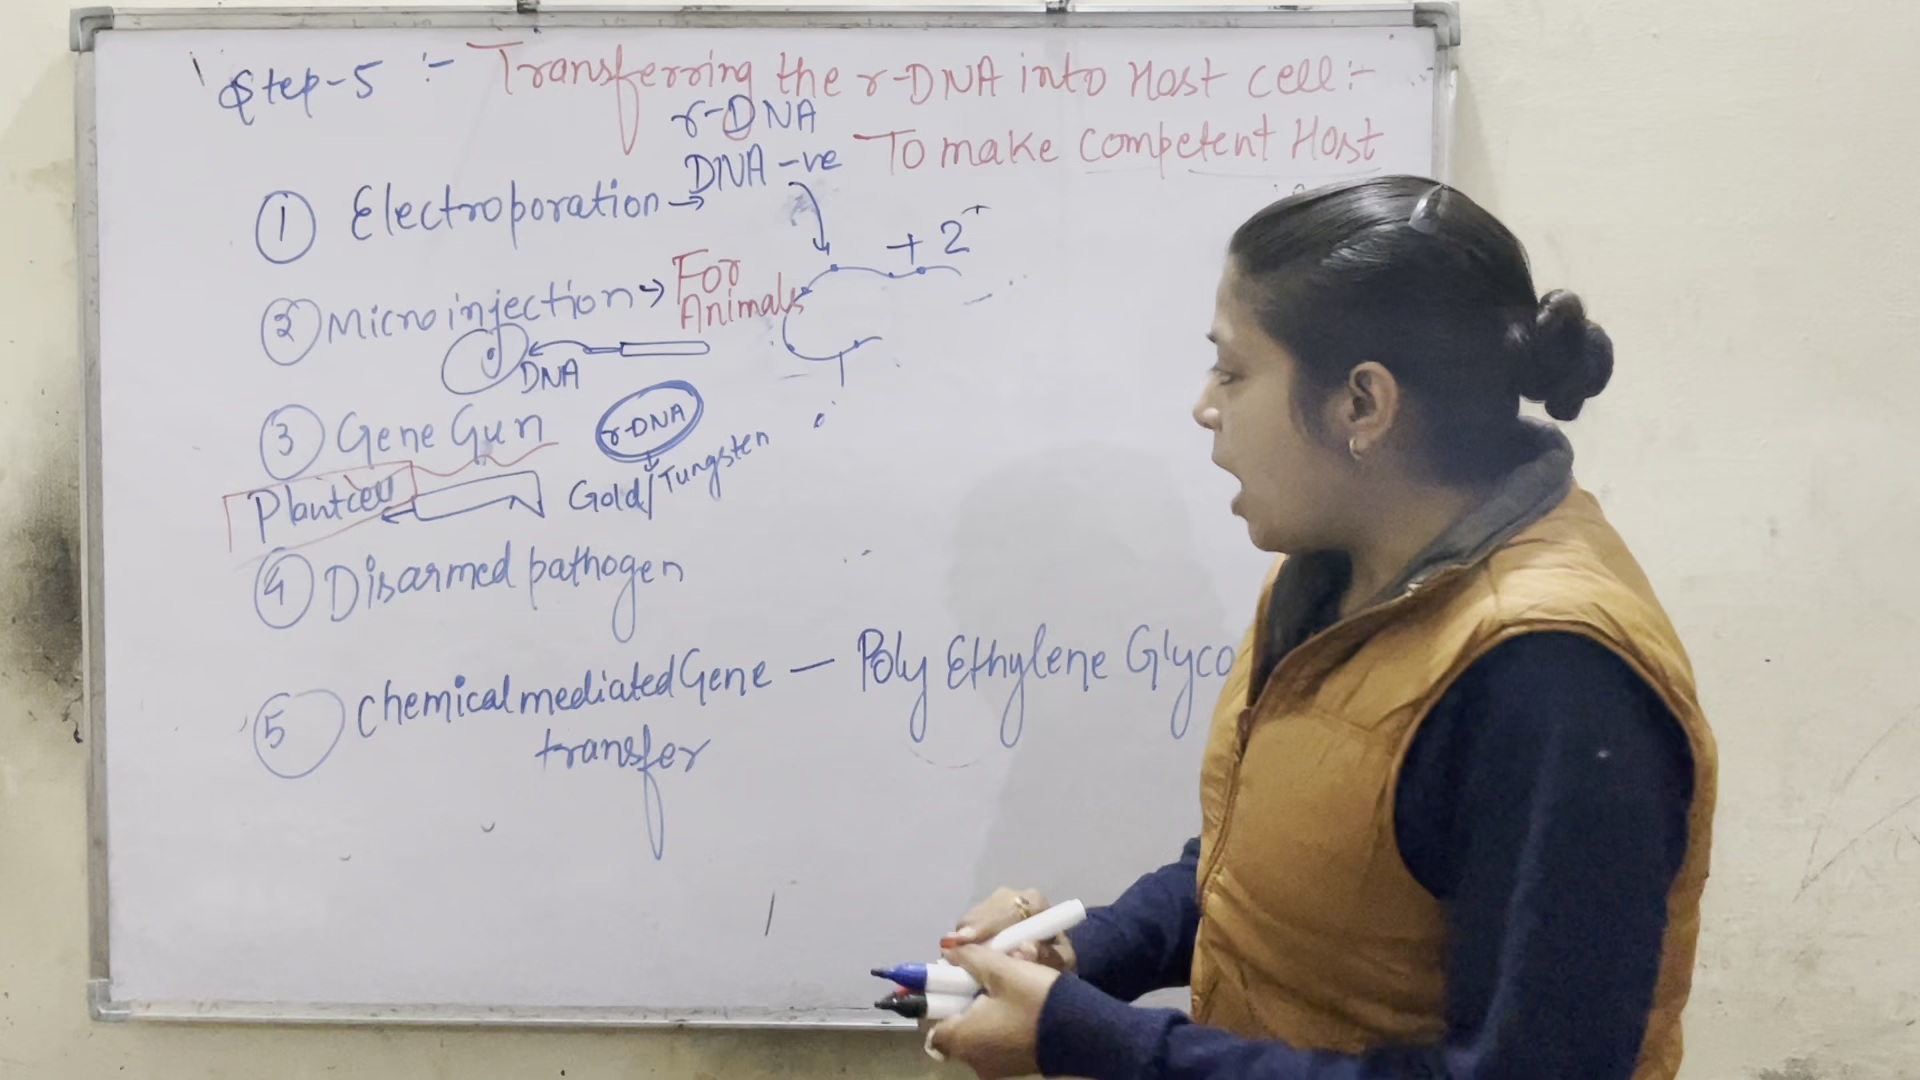 Step-5 :- Transferring the r-DNA into Host cell:-
r-DNA
DNA -ve To make competent Host
① Electroporation →
+ 2+
② Microinjection → For Animals
DNA
③ Gene Gun r-DNA
Plantcell Gold/Tungsten
④ Disarmed pathogen
⑤ Chemical mediated Gene — Poly Ethylene Glyco
transfer